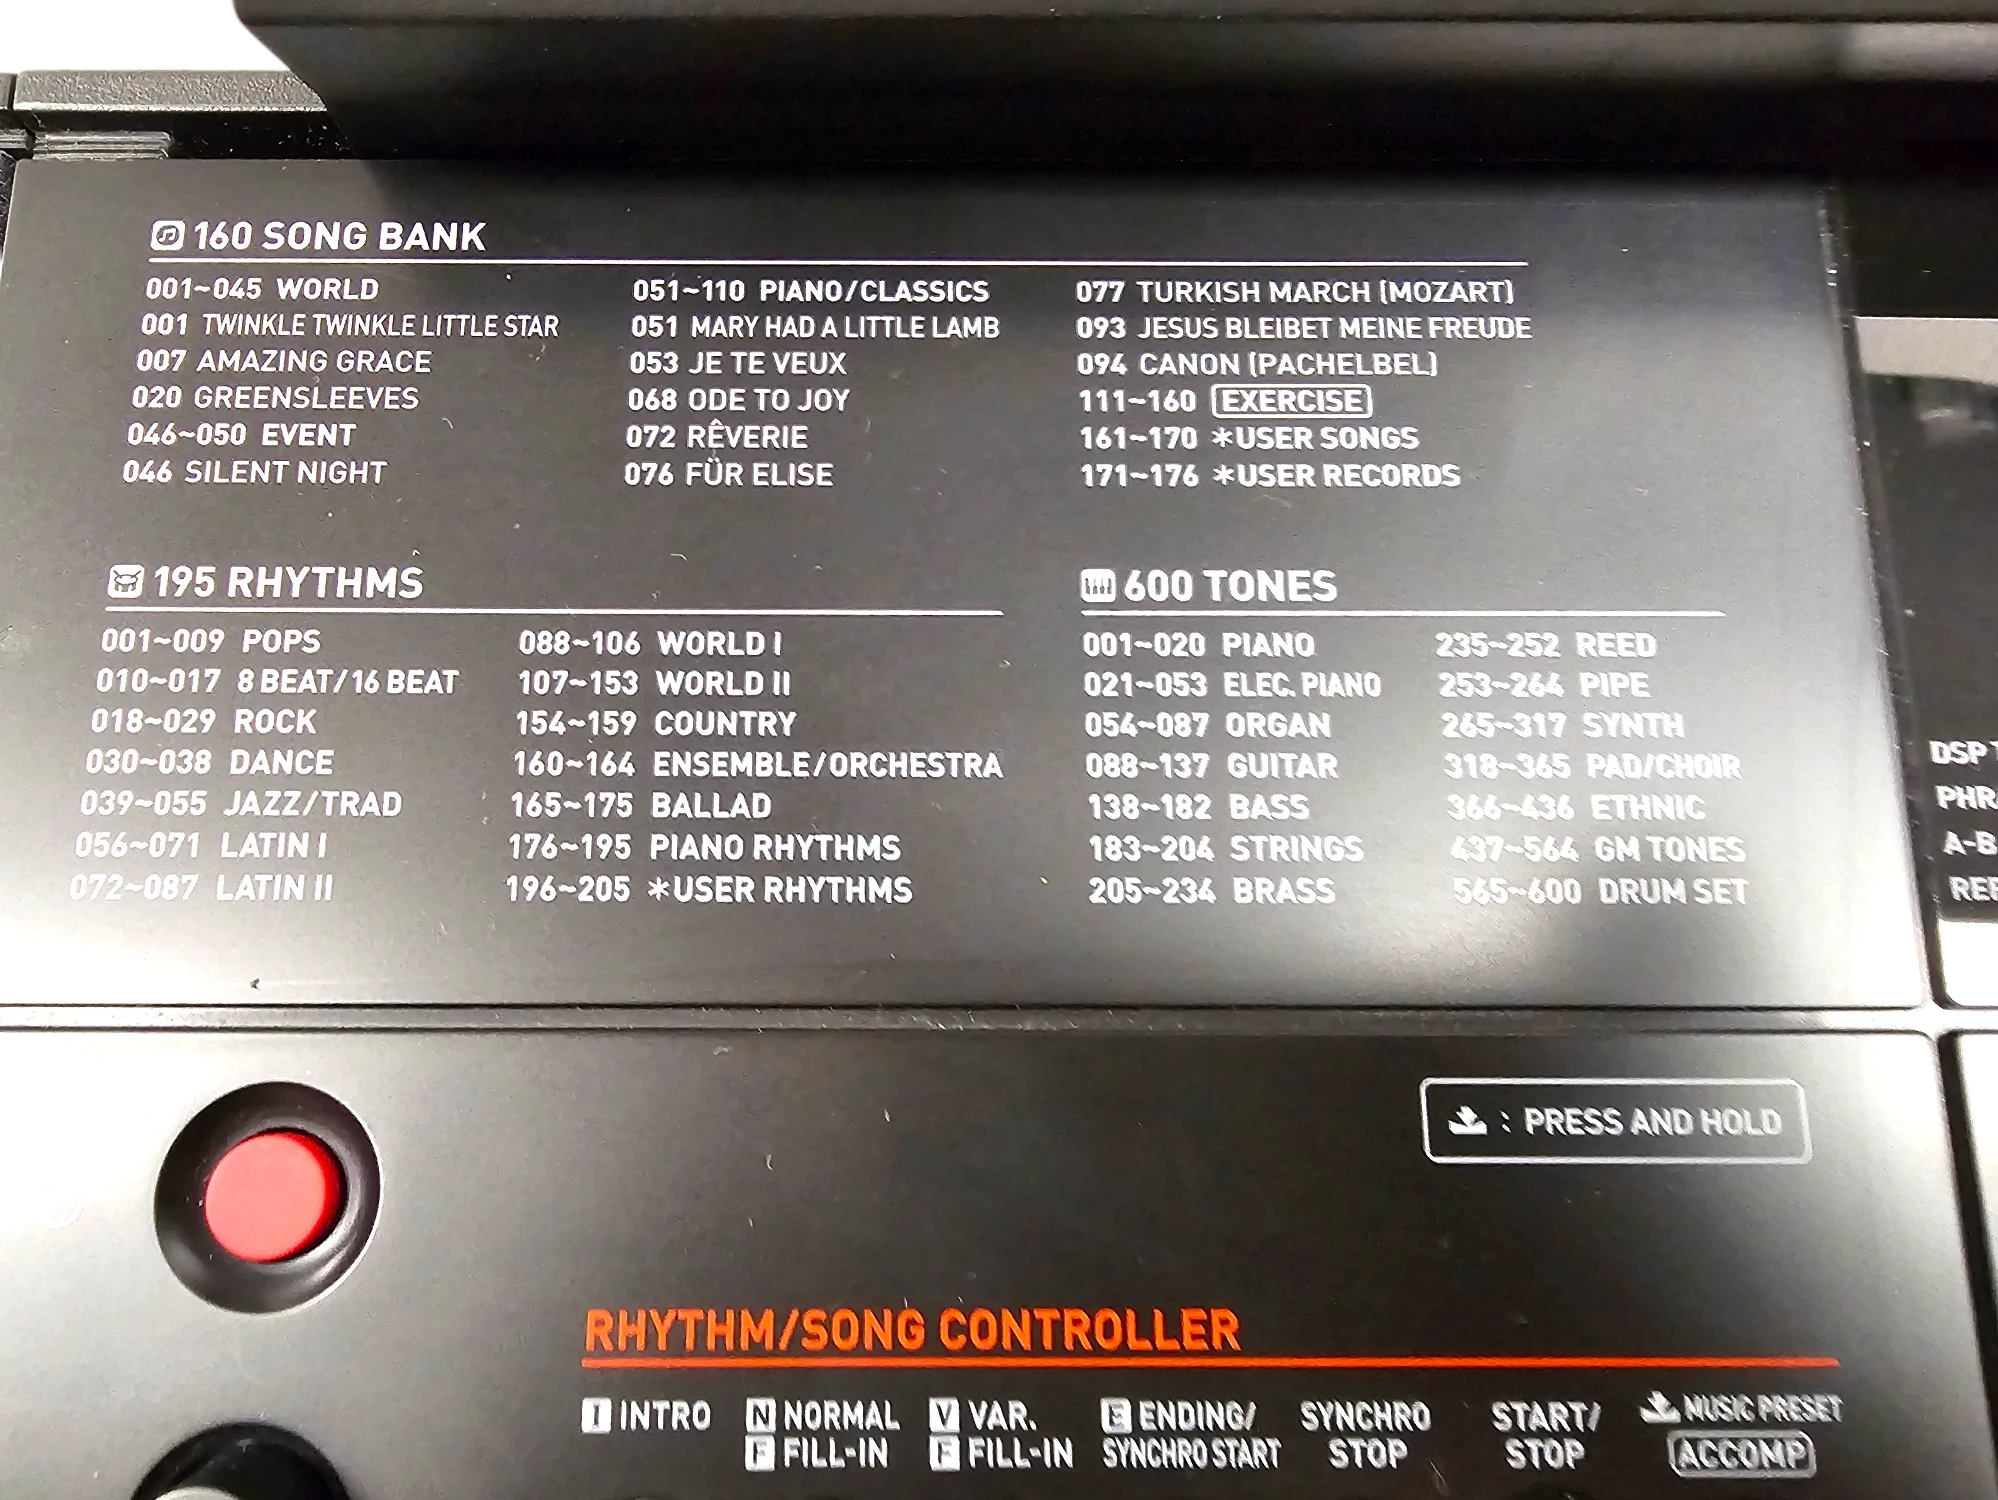 160 SONG BANK
001~045 WORLD
001 TWINKLE TWINKLE LITTLE STAR
007 AMAZING GRACE
020 GREENSLEEVES
046~050 EVENT
046 SILENT NIGHT
051~110 PIANO/CLASSICS
051 MARY HAD A LITTLE LAMB
053 JE TE VEUX
068 ODE TO JOY
072 RÊVERIE
076 FÜR ELISE
077 TURKISH MARCH (MOZART)
093 JESUS BLEIBET MEINE FREUDE
094 CANON (PACHELBEL)
111~160 EXERCISE
161~170 *USER SONGS
171~176 *USER RECORDS
195 RHYTHMS
001~009 POPS
010~017 8 BEAT/16 BEAT
018~029 ROCK
030~038 DANCE
039~055 JAZZ/TRAD
056~071 LATIN I
072~087 LATIN II
088~106 WORLD I
107~153 WORLD II
154~159 COUNTRY
160~164 ENSEMBLE/ORCHESTRA
165~175 BALLAD
176~195 PIANO RHYTHMS
196~205 *USER RHYTHMS
600 TONES
001~020 PIANO
021~053 ELEC. PIANO
054~087 ORGAN
088~137 GUITAR
138~182 BASS
183~204 STRINGS
205~234 BRASS
235~252 REED
253~264 PIPE
265~317 SYNTH
318~365 PAD/CHOIR
366~436 ETHNIC
437~564 GM TONES
565~600 DRUM SET
DSP
A-B
: PRESS AND HOLD
RHYTHM/SONG CONTROLLER
I INTRO
N NORMAL
F FILL-IN
V VAR.
F FILL-IN
E ENDING/
SYNCHRO START
SYNCHRO
STOP
START/
STOP
MUSIC PRESET
ACCOMP